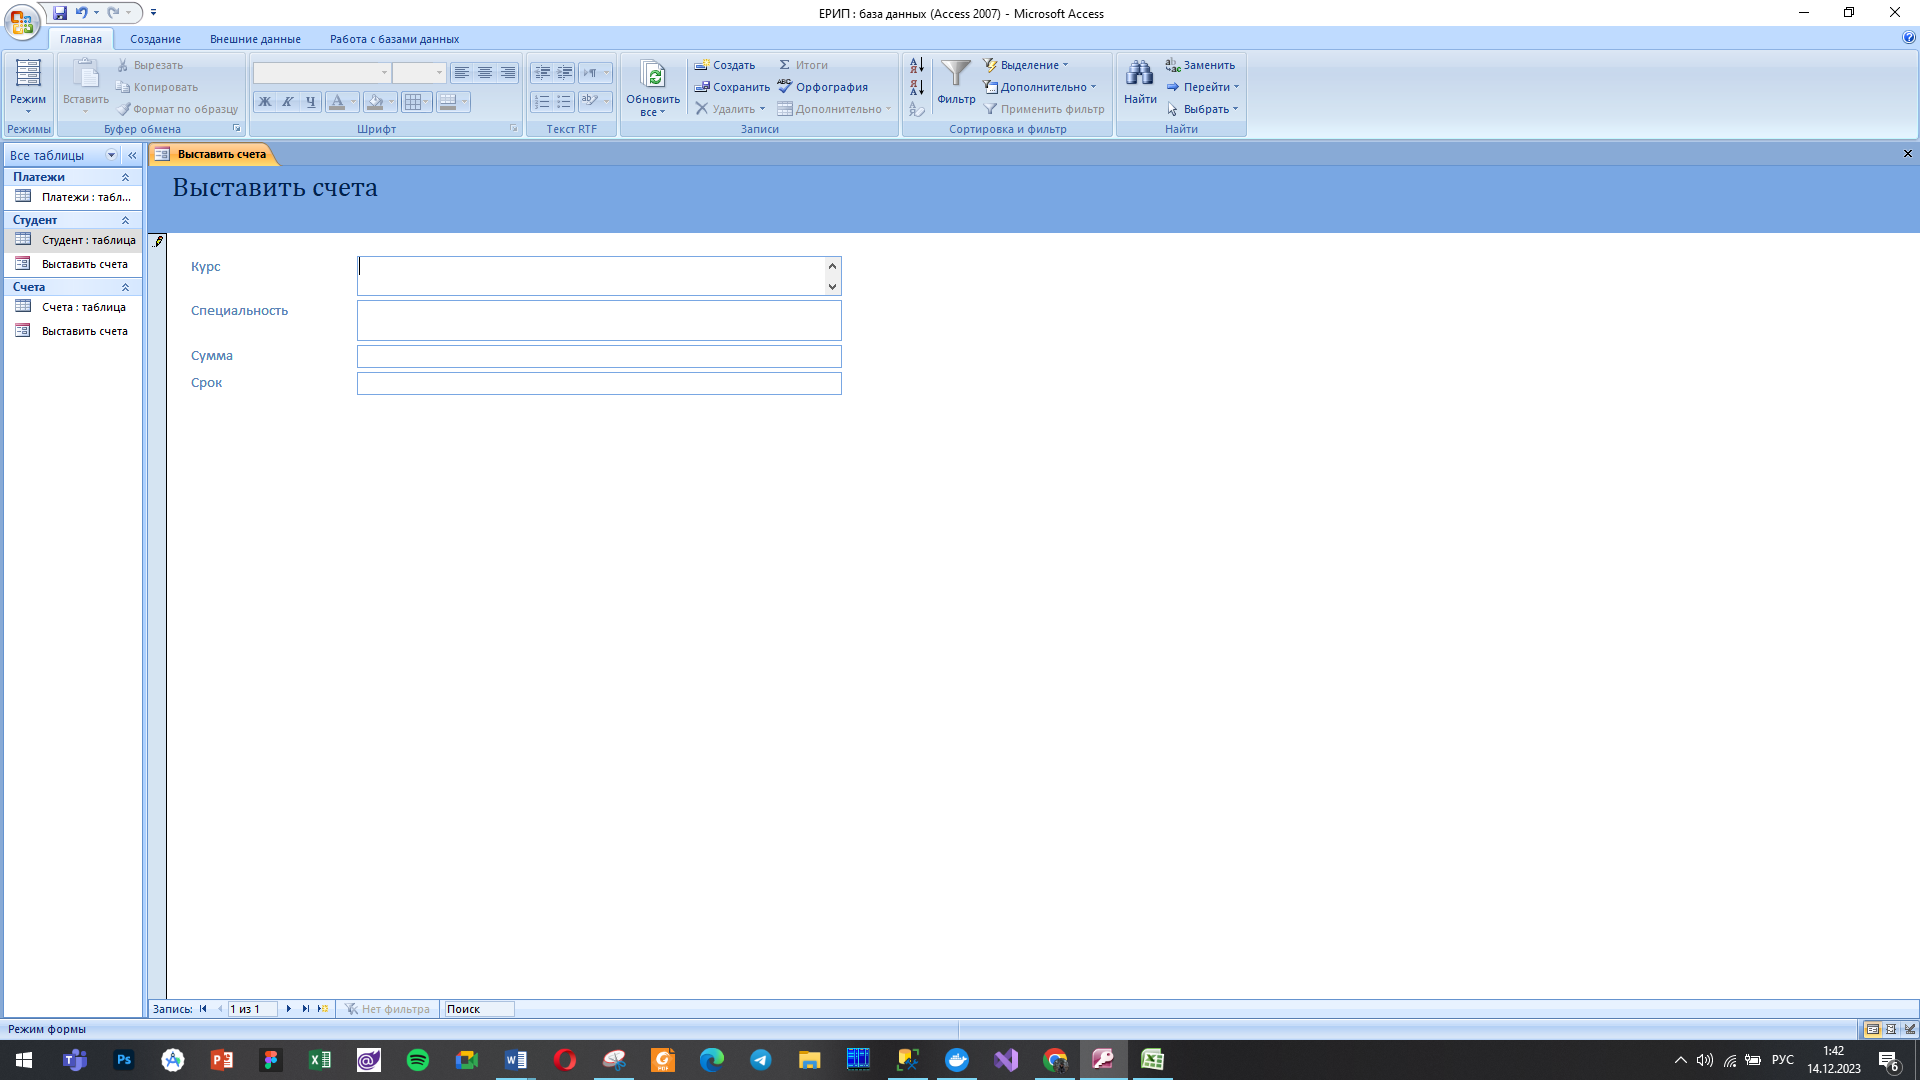 ЕРИП : база данных (Access 2007) - Microsoft Access
Главная Создание Внешние данные Работа с базами данных
Режим
Режимы
Вставить
Вырезать
Копировать
Формат по образцу
Буфер обмена
Ж К Ч
Шрифт
Текст RTF
Обновить все
Создать
Сохранить
Удалить
Итоги
Орфография
Дополнительно
Записи
Фильтр
Выделение
Дополнительно
Применить фильтр
Сортировка и фильтр
Найти
Заменить
Перейти
Выбрать
Найти
Все таблицы
Платежи
Платежи : табл...
Студент
Студент : таблица
Выставить счета
Счета
Счета : таблица
Выставить счета
Выставить счета
Выставить счета
Курс
Специальность
Сумма
Срок
Запись: 1 из 1 Нет фильтра Поиск
Режим формы
РУС
1:42
14.12.2023
6